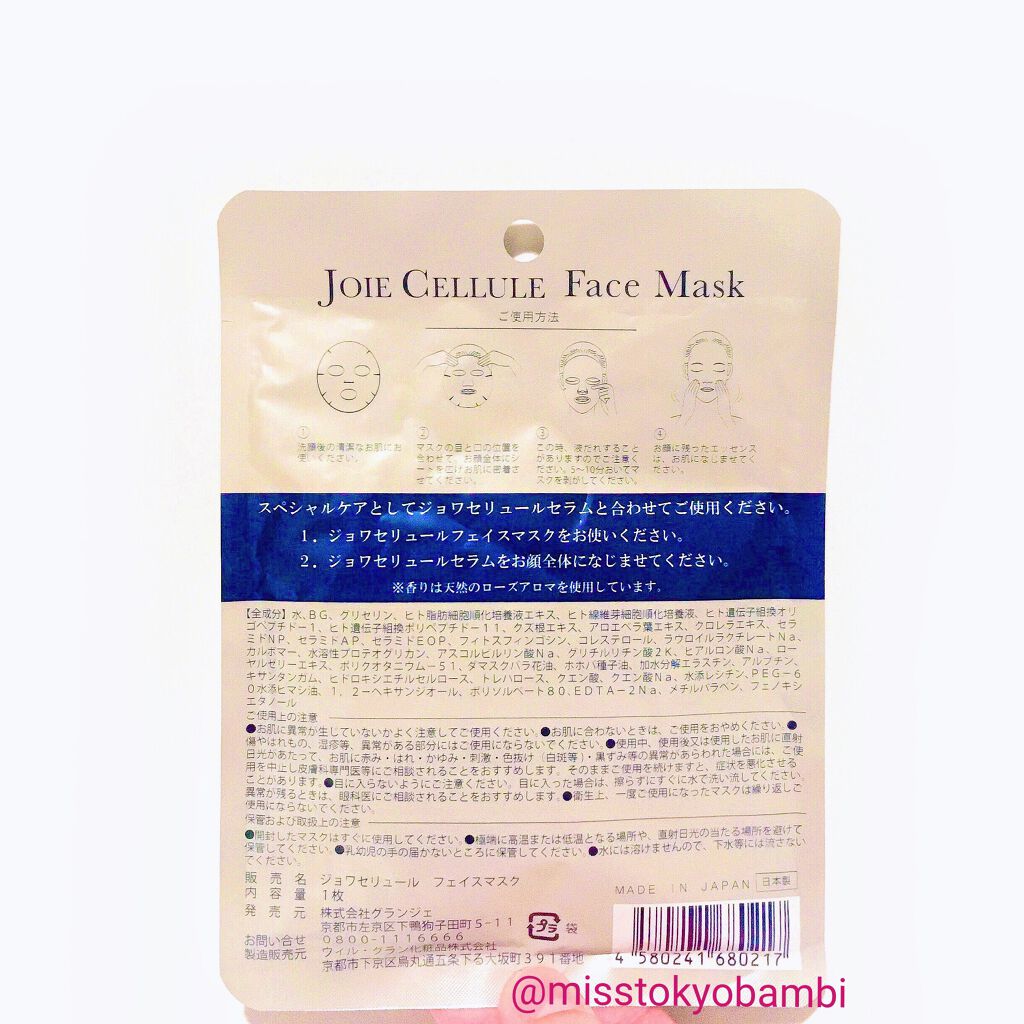 JOIE CELLULE Face Mask
ご使用方法
① ② ③ ④
洗顔後の清潔なお肌にお使いください。
マスクの目と口の位置を合わせて、お顔全体にシートを広げお肌に密着させてください。
この時、液だれすることがありますのでご注意ください。5〜10分おいてマスクを剥がしてください。
お顔に残ったエッセンスは、お肌になじませてください。
スペシャルケアとしてジョワセリュールセラムと合わせてご使用ください。
1．ジョワセリュールフェイスマスクをお使いください。
2．ジョワセリュールセラムをお顔全体になじませてください。
※香りは天然のローズアロマを使用しています。
【全成分】水、BG、グリセリン、ヒト脂肪細胞順化培養液エキス、ヒト線維芽細胞順化培養液、ヒト遺伝子組換オリ
ゴペプチドー1、ヒト遺伝子組換ポリペプチドー11、クズ根エキス、アロエベラ葉エキス、クロレラエキス、セラ
ミドNP、セラミドAP、セラミドEOP、フィトスフィンゴシン、コレステロール、ラウロイルラクチレートNa、
カルボマー、水溶性プロテオグリカン、アスコルビルリン酸Na、グリチルリチン酸2K、ヒアルロン酸Na、ロー
ヤルゼリーエキス、ポリクオタニウムー51、ダマスクバラ花油、ホホバ種子油、加水分解エラスチン、アルブチン、
キサンタンガム、ヒドロキシエチルセルロース、トレハロース、クエン酸、クエン酸Na、水添レシチン、PEGー6
0水添ヒマシ油、1，2ーヘキサンジオール、ポリソルベート80、EDTAー2Na、メチルパラベン、フェノキシ
エタノール
ご使用上の注意
●お肌に異常が生じていないかよく注意してご使用ください。●お肌に合わないときは、ご使用をおやめください。●
傷やはれもの、湿疹等、異常がある部分にはご使用にならないでください。●使用中、使用後又は使用したお肌に直射
日光があたって、お肌に赤み・はれ・かゆみ・刺激・色抜け（白斑等）・黒ずみ等の異常があらわれた場合には、ご使
用を中止し皮膚科専門医等にご相談されることをおすすめします。そのままご使用を続けますと、症状を悪化させる
ことがあります。●目に入らないようにご注意ください。目に入った場合は、擦らずにすぐに水で洗い流してください。
異常が残るときは、眼科医にご相談されることをおすすめします。●衛生上、一度ご使用になったマスクは繰り返しご
使用にならないでください。
保管および取扱上の注意
●開封したマスクはすぐに使用してください。●極端に高温または低温となる場所や、直射日光の当たる場所を避けて
保管してください。●乳幼児の手の届かないところに保管してください。●水には溶けませんので、下水等には流さない
でください。
販売名 ジョワセリュール フェイスマスク
内容量 1枚
発売元 株式会社グランジェ
京都市左京区下鴨狗子田町5－11
お問い合せ 0800-1116666
製造販売元 ウィル・グラン化粧品株式会社
京都市下京区烏丸通五条下る大坂町391番地
プラ 袋
MADE IN JAPAN 日本製
4 580241 680217
@misstokyobambi